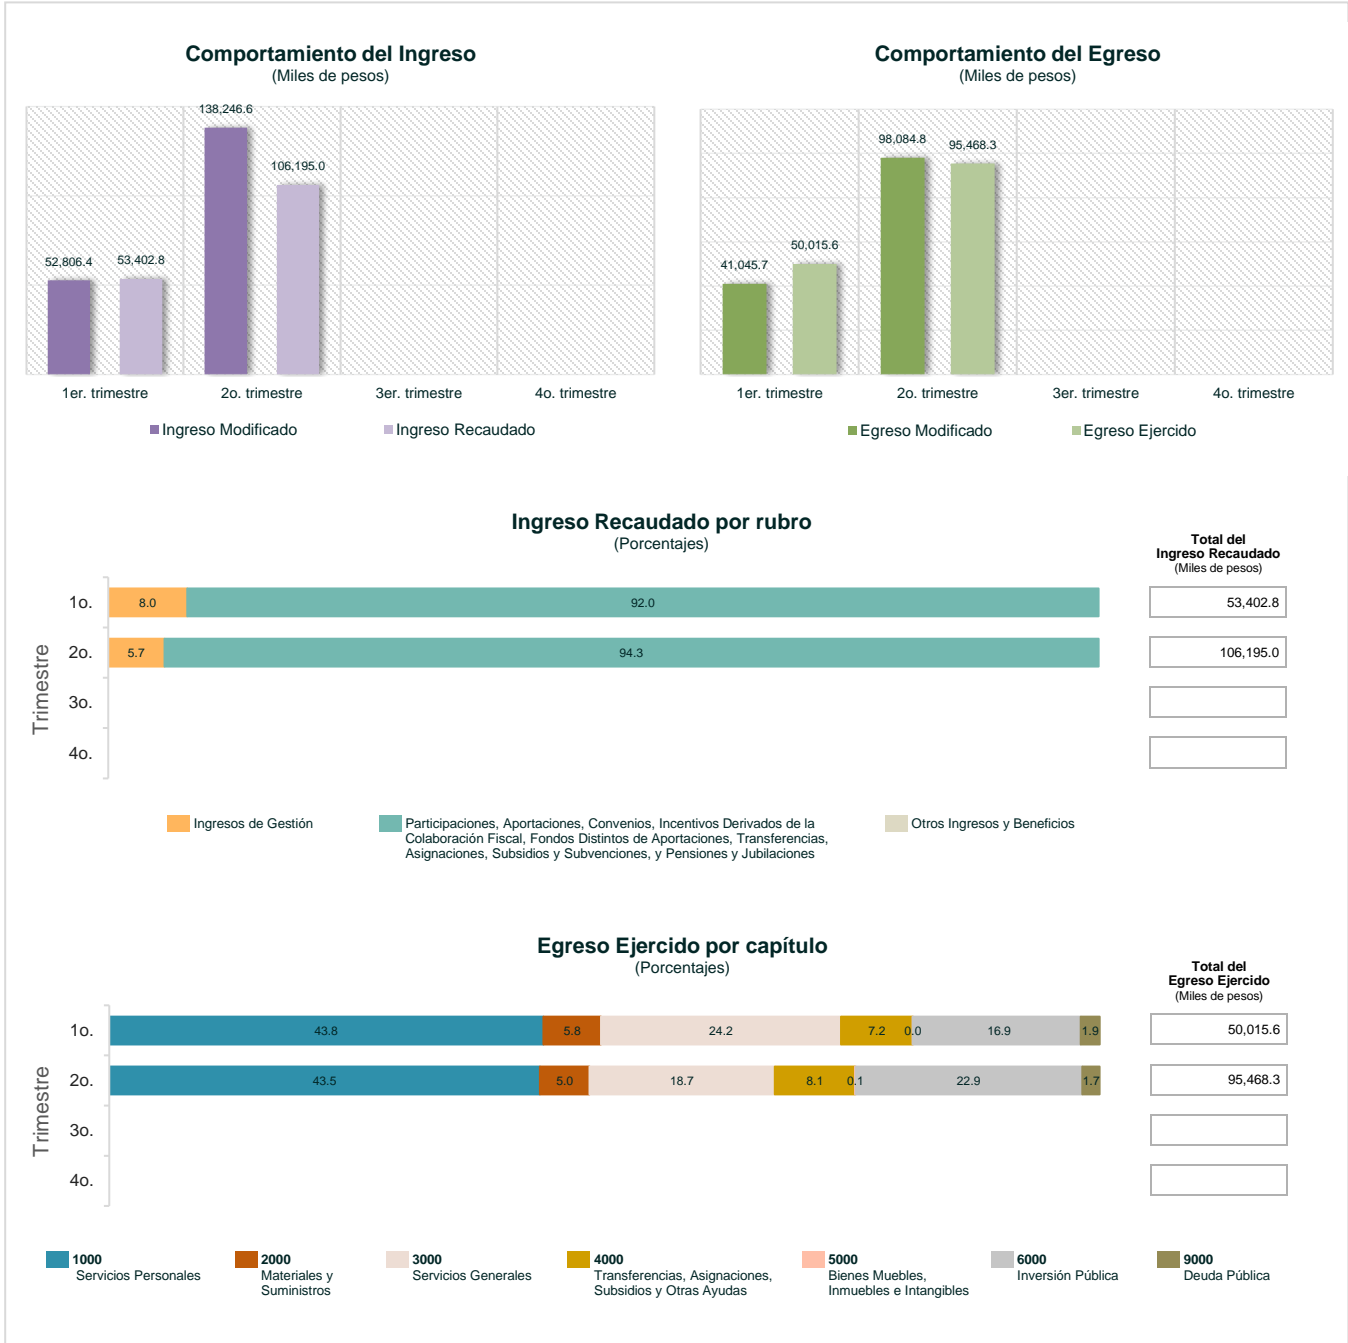 Comportamiento del Ingreso
(Miles de pesos)
138,246.6
106,195.0
52,806.4
53,402.8
1er. trimestre
2o. trimestre
3er. trimestre
4o. trimestre
Ingreso Modificado
Ingreso Recaudado
Comportamiento del Egreso
(Miles de pesos)
98,084.8
95,468.3
50,015.6
41,045.7
1er. trimestre
2o. trimestre
3er. trimestre
4o. trimestre
Egreso Modificado
Egreso Ejercido
Ingreso Recaudado por rubro
(Porcentajes)
Total del
Ingreso Recaudado
(Miles de pesos)
Trimestre
1o.
8.0
92.0
53,402.8
2o.
5.7
94.3
106,195.0
3o.
4o.
Ingresos de Gestión
Participaciones, Aportaciones, Convenios, Incentivos Derivados de la
Colaboración Fiscal, Fondos Distintos de Aportaciones, Transferencias,
Asignaciones, Subsidios y Subvenciones, y Pensiones y Jubilaciones
Otros Ingresos y Beneficios
Egreso Ejercido por capítulo
(Porcentajes)
Total del
Egreso Ejercido
(Miles de pesos)
Trimestre
1o.
43.8
5.8
24.2
7.2
0.0
16.9
1.9
50,015.6
2o.
43.5
5.0
18.7
8.1
0.1
22.9
1.7
95,468.3
3o.
4o.
1000
Servicios Personales
2000
Materiales y
Suministros
3000
Servicios Generales
4000
Transferencias, Asignaciones,
Subsidios y Otras Ayudas
5000
Bienes Muebles,
Inmuebles e Intangibles
6000
Inversión Pública
9000
Deuda Pública